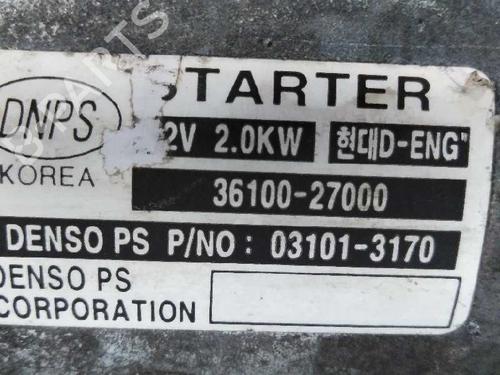 STARTER
DNPS
2V 2.0KW 현대D-ENG"
KOREA
36100-27000
DENSO PS P/NO : 03101-3170
DENSO PS
CORPORATION